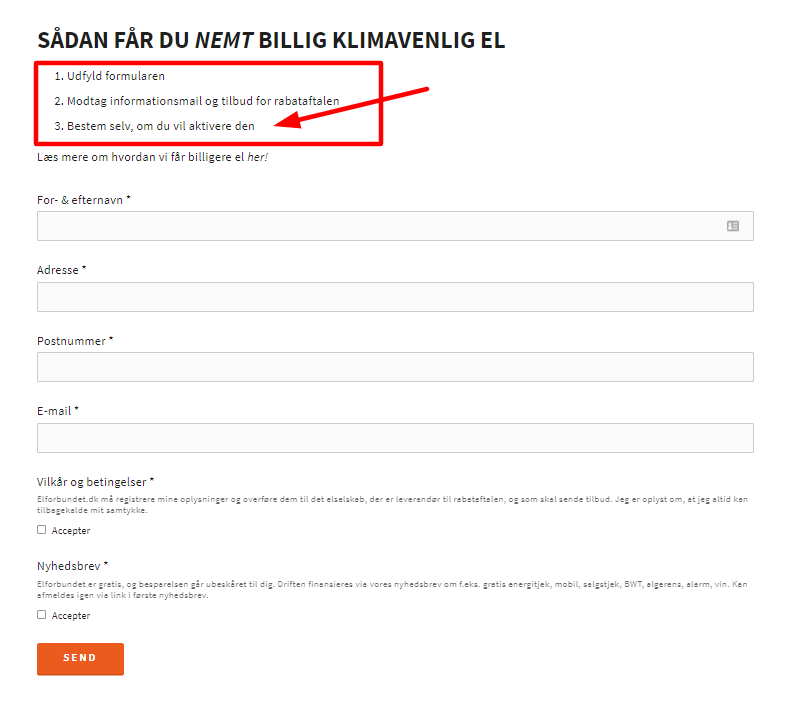 SÅDAN FÅR DU NEMT BILLIG KLIMAVENLIG EL
1. Udfyld formularen
2. Modtag informationsmail og tilbud for rabataftalen
3. Bestem selv, om du vil aktivere den
Læs mere om hvordan vi får billigere el her!
For- & efternavn *
Adresse *
Postnummer *
E-mail *
Vilkår og betingelser *
Elforbundet.dk må registrere mine oplysninger og overføre dem til det elselskab, der er leverandør til rabataftalen, og som skal sende tilbud. Jeg er oplyst om, at jeg altid kan
tilbagekalde mit samtykke.
Accepter
Nyhedsbrev *
Elforbundet er gratis, og besparelsen går ubeskåret til dig. Driften finansieres via vores nyhedsbrev om f.eks. gratis energitjek, mobil, salgstjek, BWT, algerens, alarm, vin. Kan
afmeldes igen via link i første nyhedsbrev.
Accepter
SEND